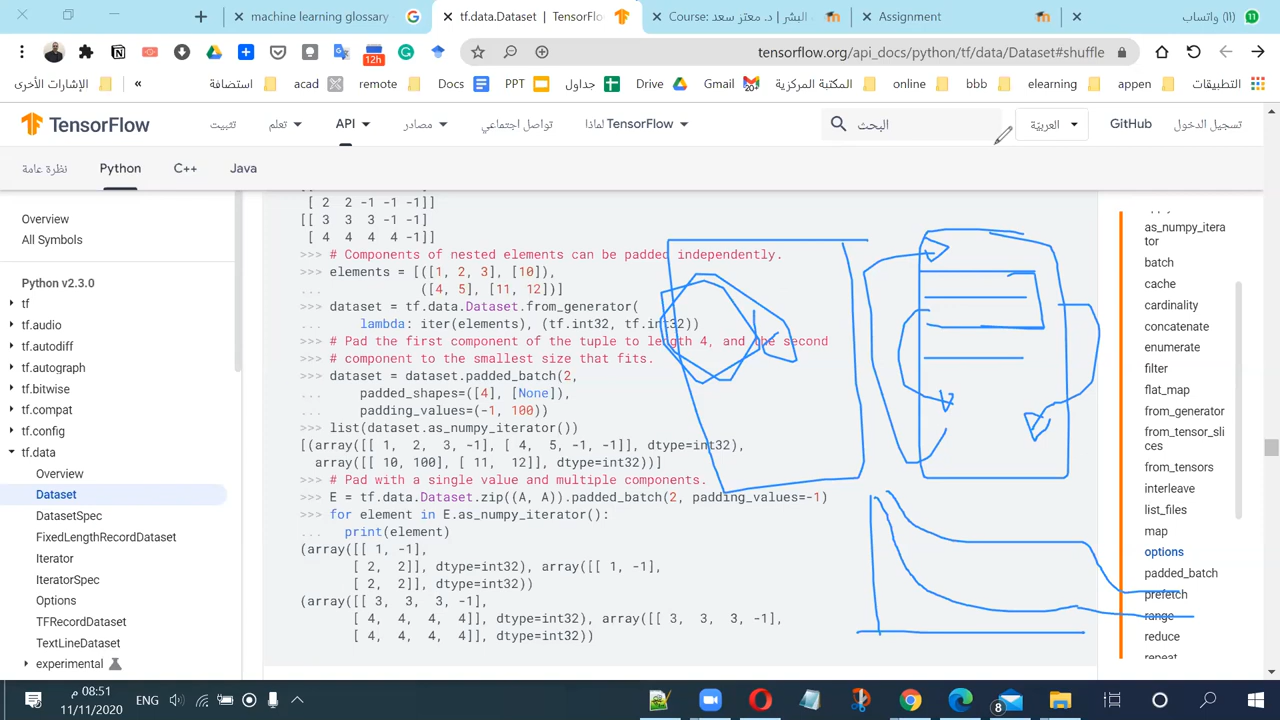 machine learning glossary
tf.data.Dataset | TensorFlo
Course: البشر | د. معتز سعد
Assignment
(11) واتساب
11
12h
tensorflow.org/api_docs/python/tf/data/Dataset#shuffle
الإشارات الأخرى
«
استضافة
acad
remote
Docs
PPT
جداول
Drive
Gmail
المكتبة المركزية
online
bbb
elearning
appen
التطبيقات
TensorFlow
تثبيت
تعلم
API
مصادر
تواصل اجتماعي
لماذا TensorFlow
البحث
العربيّة
GitHub
تسجيل الدخول
نظرة عامة
Python
C++
Java
Overview
All Symbols
Python v2.3.0
tf
tf.audio
tf.autodiff
tf.autograph
tf.bitwise
tf.compat
tf.config
tf.data
Overview
Dataset
DatasetSpec
FixedLengthRecordDataset
Iterator
IteratorSpec
Options
TFRecordDataset
TextLineDataset
experimental
[ 2 2 -1 -1 -1]]
[[ 3 3 3 -1 -1]
[ 4 4 4 4 -1]]
>>> # Components of nested elements can be padded independently.
>>> elements = [([1, 2, 3], [10]),
... ([4, 5], [11, 12])]
>>> dataset = tf.data.Dataset.from_generator(
... lambda: iter(elements), (tf.int32, tf.int32))
>>> # Pad the first component of the tuple to length 4, and the second
>>> # component to the smallest size that fits.
>>> dataset = dataset.padded_batch(2,
... padded_shapes=([4], [None]),
... padding_values=(-1, 100))
>>> list(dataset.as_numpy_iterator())
[(array([[ 1, 2, 3, -1], [ 4, 5, -1, -1]], dtype=int32),
array([[ 10, 100], [ 11, 12]], dtype=int32))]
>>> # Pad with a single value and multiple components.
>>> E = tf.data.Dataset.zip((A, A)).padded_batch(2, padding_values=-1)
>>> for element in E.as_numpy_iterator():
... print(element)
(array([[ 1, -1],
[ 2, 2]], dtype=int32), array([[ 1, -1],
[ 2, 2]], dtype=int32))
(array([[ 3, 3, 3, -1],
[ 4, 4, 4, 4]], dtype=int32), array([[ 3, 3, 3, -1],
[ 4, 4, 4, 4]], dtype=int32))
as_numpy_itera
tor
batch
cache
cardinality
concatenate
enumerate
filter
flat_map
from_generator
from_tensor_sli
ces
from_tensors
interleave
list_files
map
options
padded_batch
prefetch
range
reduce
repeat
08:51 م
11/11/2020
ENG
8